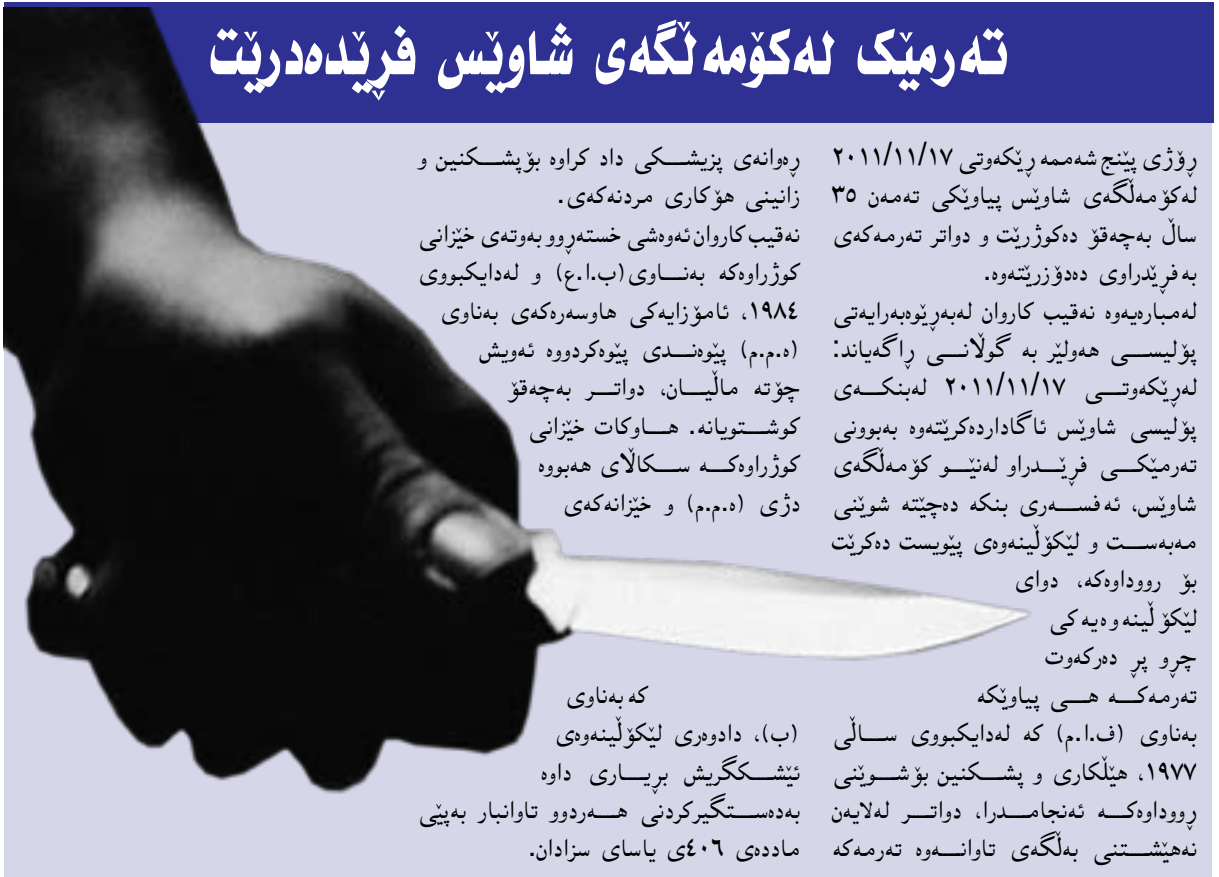 تەرمێک لەکۆمەڵگەی شاوێس فڕێدەدرێت
ڕۆژی پێنج شەممە ڕێکەوتی ٢٠١١/١١/١٧
لەکۆمەڵگەی شاوێس پیاوێکی تەمەن ٣٥
ساڵ بەچەقۆ دەکوژرێت و دواتر تەرمەکەی
بەفڕێدراوی دەدۆزرێتەوە.
لەمبارەیەوە نەقیب کاروان لەبەڕێوەبەرایەتی
پۆلیسی هەولێر بە گوڵانی ڕاگەیاند:
لەڕێکەوتی ٢٠١١/١١/١٧ لەبنکەی
پۆلیسی شاوێس ئاگاداردەکرێتەوە بەبوونی
تەرمێکی فڕێدراو لەنێو کۆمەڵگەی
شاوێس، ئەفسەری بنکە دەچێتە شوێنی
مەبەست و لێکۆڵینەوەی پێویست دەکرێت
بۆ رووداوەکە، دوای
لێکۆڵینەوەیەکی
چڕو پڕ دەرکەوت
تەرمەکە هی پیاوێکە
بەناوی (ف.ا.م) کە لەدایکبووی ساڵی
١٩٧٧، هێڵکاری و پشکنین بۆشوێنی
ڕووداوەکە ئەنجامدرا، دواتر لەلایەن
نەهێشتنی بەڵگەی تاوانەوە تەرمەکە
ڕەوانەی پزیشکی داد کراوە بۆپشکنین و
زانینی هۆکاری مردنەکەی.
نەقیب کاروان ئەوەشی خستەڕوو بەوتەی خێزانی
کوژراوەکە بەناوی (ب.ا.ع) و لەدایکبووی
١٩٨٤، ئامۆزایەکی هاوسەرەکەی بەناوی
(ه.م.م) پێوەندی پێوەکردووە ئەویش
چۆتە ماڵیان، دواتر بەچەقۆ
کوشتویانە. هاوکات خێزانی
کوژراوەکە سکاڵای هەبووە
دژی (ه.م.م) و خێزانەکەی
کە بەناوی
(ب)، دادوەری لێکۆڵینەوەی
ئێشکگریش بڕیاری داوە
بەدەستگیرکردنی هەردوو تاوانبار بەپێی
ماددەی ٤٠٦ی یاسای سزادان.